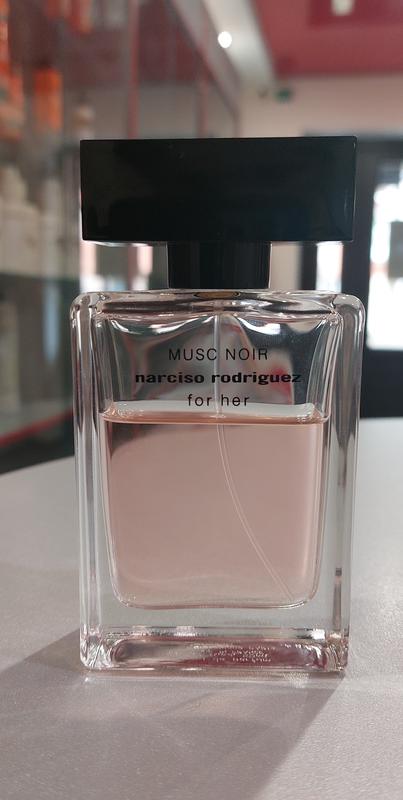 MUSC NOIR
narciso rodriguez
for her